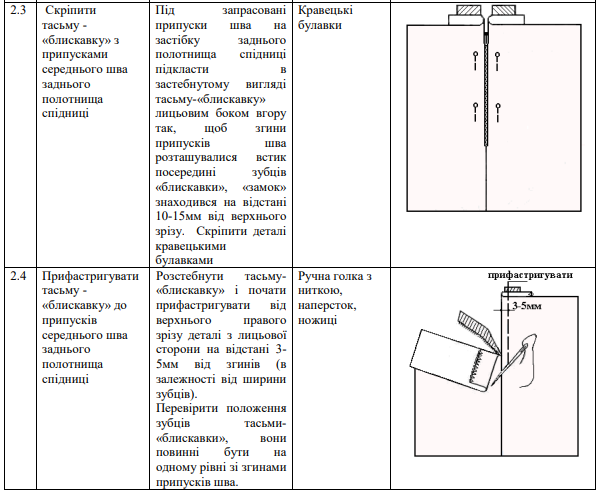 2.3
Скріпити
тасьму -
«блискавку» з
припусками
середнього шва
заднього
полотнища
спідниці
Під запрасовані
припуски шва на
застібку заднього
полотнища спідниці
підкласти в
застебнутому вигляді
тасьму-«блискавку»
лицьовим боком вгору
так, щоб згини
припусків шва
розташувалися встик
посередині зубців
«блискавки», «замок»
знаходився на відстані
10-15мм від верхнього
зрізу. Скріпити деталі
кравецькими
булавками
Кравецькі
булавки
2.4
Прифастригувати
тасьму -
«блискавку» до
припусків
середнього шва
заднього
полотнища
спідниці
Розстебнути тасьму-
«блискавку» і почати
прифастригувати від
верхнього правого
зрізу деталі з лицьової
сторони на відстані 3-
5мм від згинів (в
залежності від ширини
зубців).
Перевірити положення
зубців тасьми-
«блискавки», вони
повинні бути на
одному рівні зі згинами
припусків шва.
Ручна голка з
ниткою,
наперсток,
ножиці
прифастригувати
3-5мм